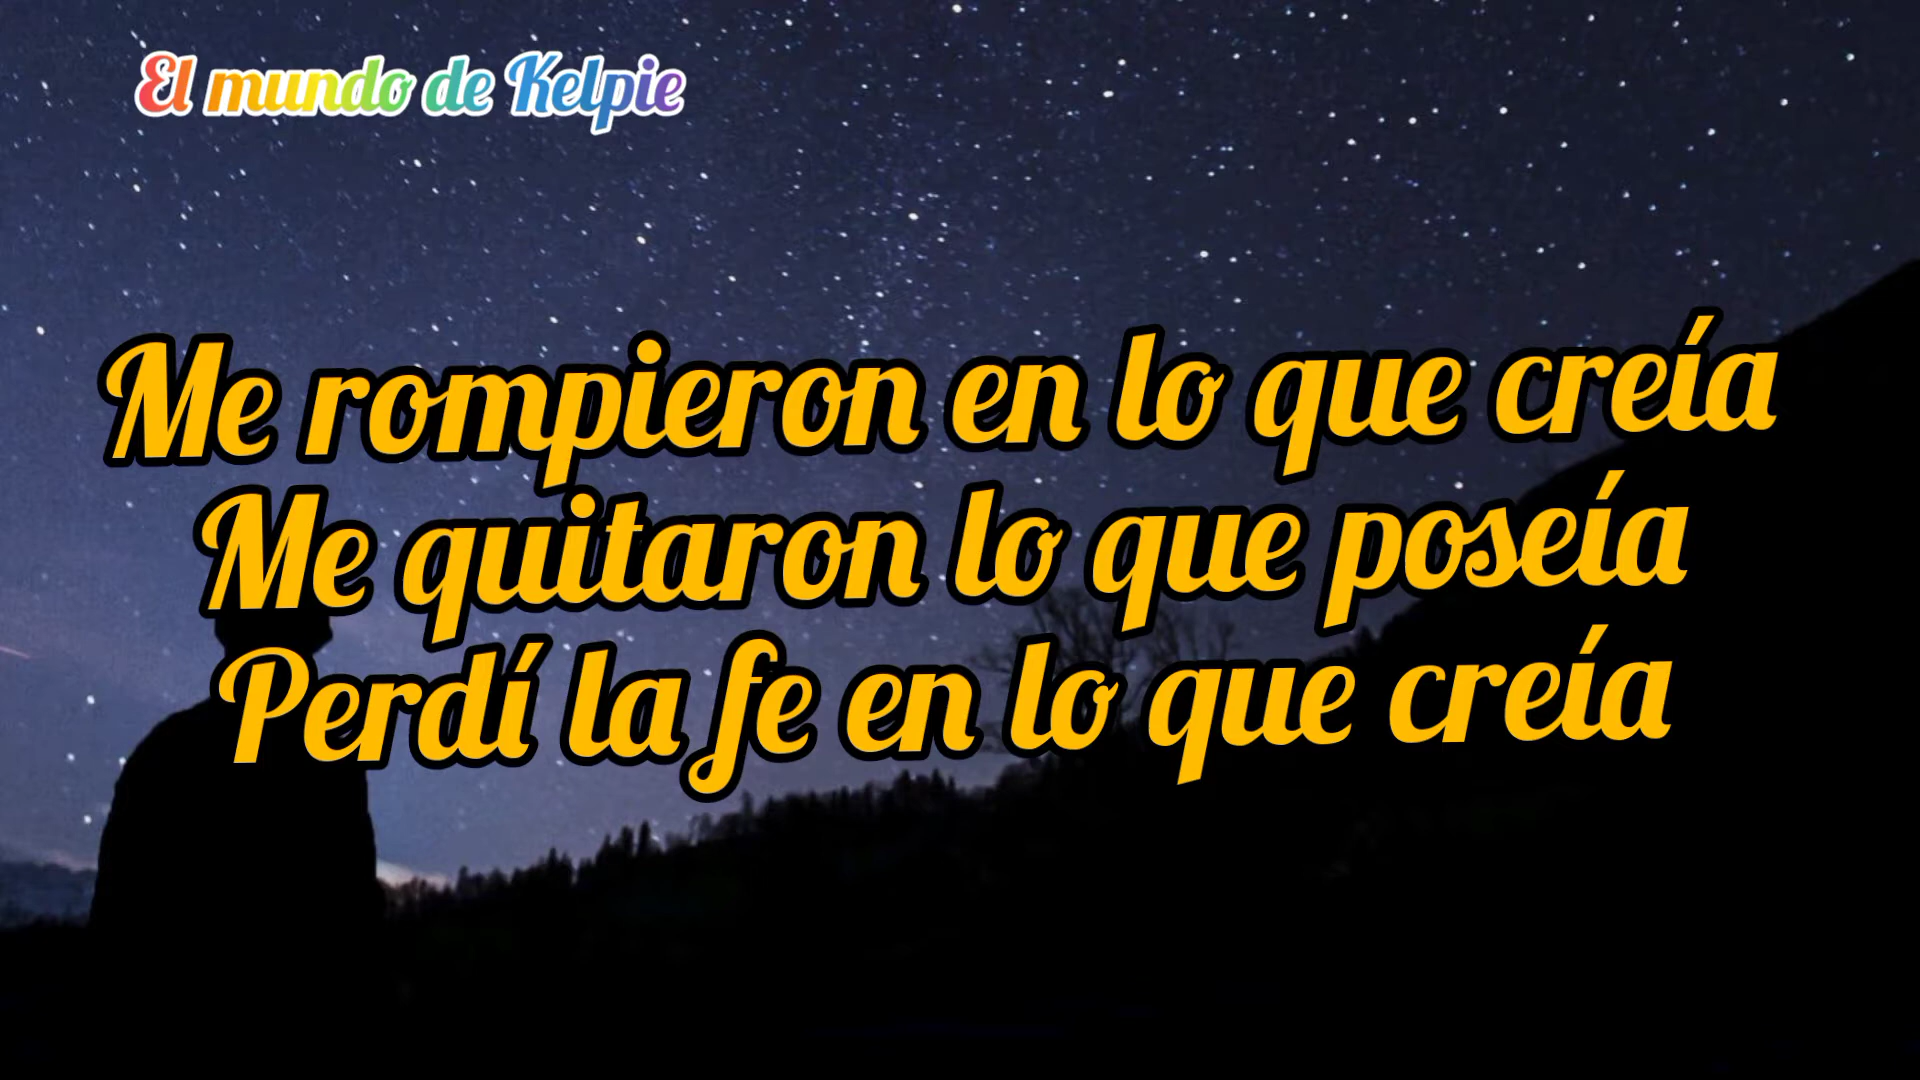 El mundo de Kelpie
Me rompieron en lo que creía
Me quitaron lo que poseía
Perdí la fe en lo que creía